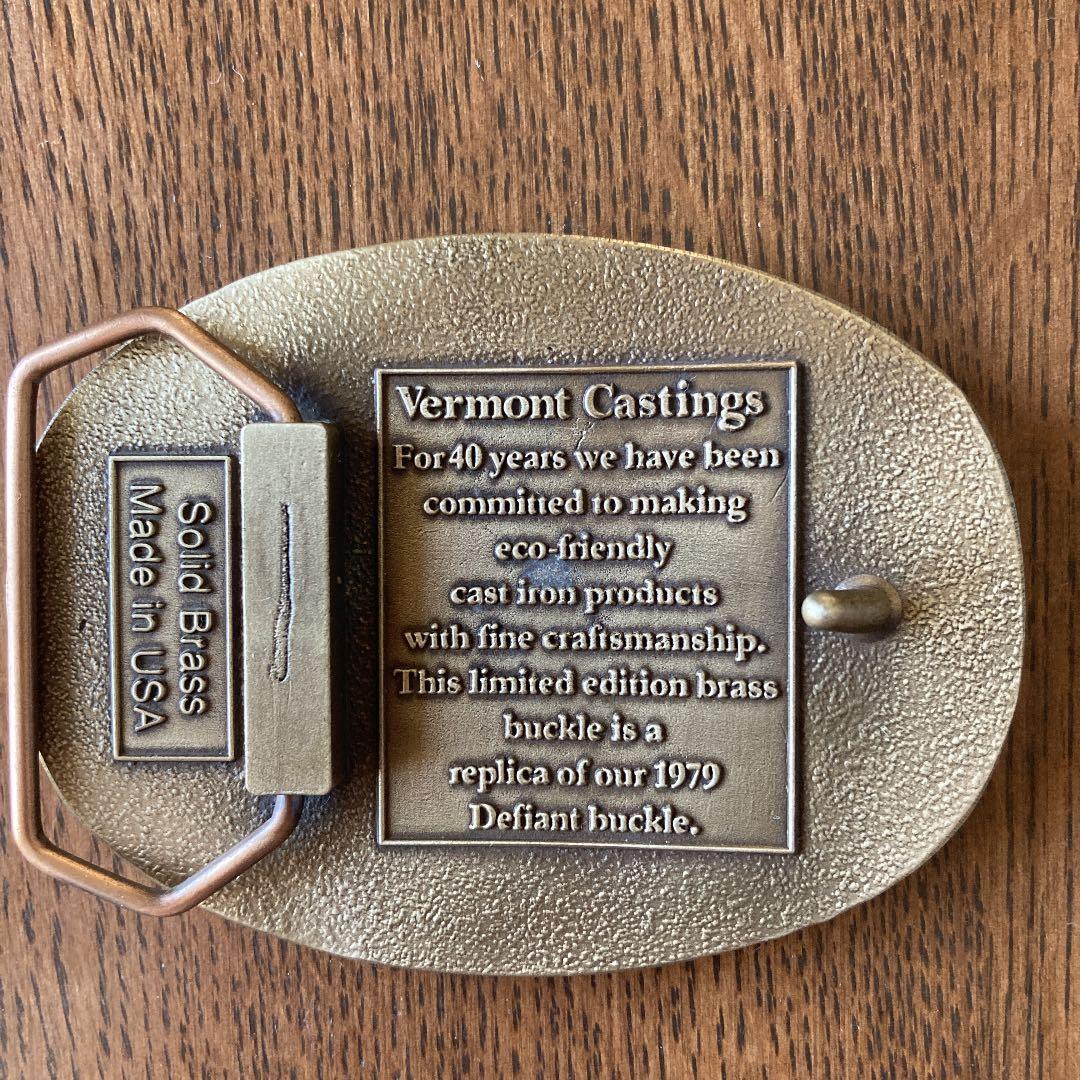 Vermont Castings
For 40 years we have been
committed to making
eco-friendly
cast iron products
with fine craftsmanship.
This limited edition brass
buckle is a
replica of our 1979
Defiant buckle.
Solid Brass
Made in USA